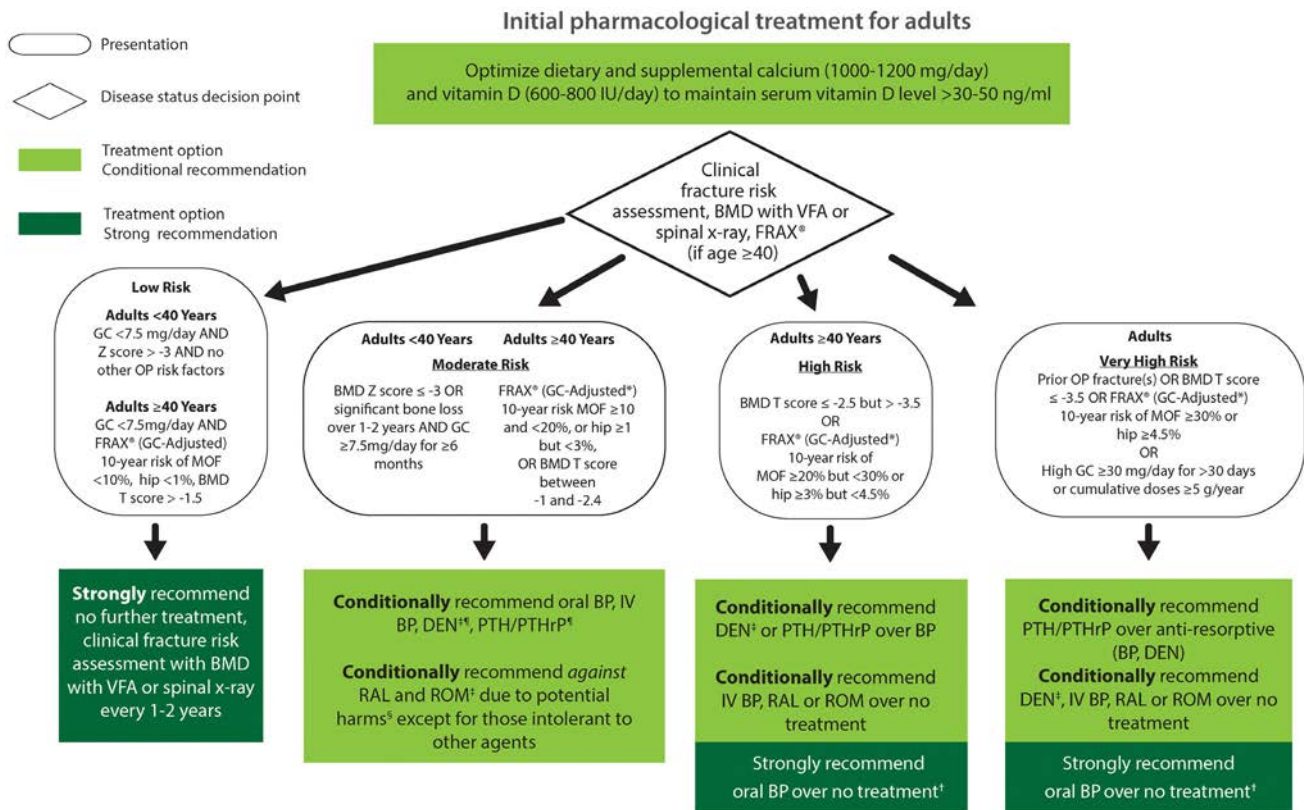 Initial pharmacological treatment for adults
Presentation
Disease status decision point
Treatment option
Conditional recommendation
Treatment option
Strong recommendation
Optimize dietary and supplemental calcium (1000-1200 mg/day)
and vitamin D (600-800 IU/day) to maintain serum vitamin D level >30-50 ng/ml
Clinical
fracture risk
assessment, BMD with VFA or
spinal x-ray, FRAX®
(if age ≥40)
Low Risk
Adults <40 Years
GC <7.5 mg/day AND
Z score > -3 AND no
other OP risk factors
Adults ≥40 Years
GC <7.5mg/day AND
FRAX® (GC-Adjusted)
10-year risk of MOF
<10%, hip <1%, BMD
T score > -1.5
Adults <40 Years
Adults ≥40 Years
Moderate Risk
BMD Z score ≤ -3 OR
significant bone loss
over 1-2 years AND GC
≥7.5mg/day for ≥6
months
FRAX® (GC-Adjusted*)
10-year risk MOF ≥10
and <20%, or hip ≥1
but <3%,
OR BMD T score
between
-1 and -2.4
Adults ≥40 Years
High Risk
BMD T score ≤ -2.5 but > -3.5
OR
FRAX® (GC-Adjusted*)
10-year risk of
MOF ≥20% but <30% or
hip ≥3% but <4.5%
Adults
Very High Risk
Prior OP fracture(s) OR BMD T score
≤ -3.5 OR FRAX® (GC-Adjusted*)
10-year risk of MOF ≥30% or
hip ≥4.5%
OR
High GC ≥30 mg/day for >30 days
or cumulative doses ≥5 g/year
Strongly recommend
no further treatment,
clinical fracture risk
assessment with BMD
with VFA or spinal x-ray
every 1-2 years
Conditionally recommend oral BP, IV
BP, DEN‡¶, PTH/PTHrP¶
Conditionally recommend against
RAL and ROM‡ due to potential
harms§ except for those intolerant to
other agents
Conditionally recommend
DEN‡ or PTH/PTHrP over BP
Conditionally recommend
IV BP, RAL or ROM over no
treatment
Strongly recommend
oral BP over no treatment†
Conditionally recommend
PTH/PTHrP over anti-resorptive
(BP, DEN)
Conditionally recommend
DEN‡, IV BP, RAL or ROM over no
treatment
Strongly recommend
oral BP over no treatment†